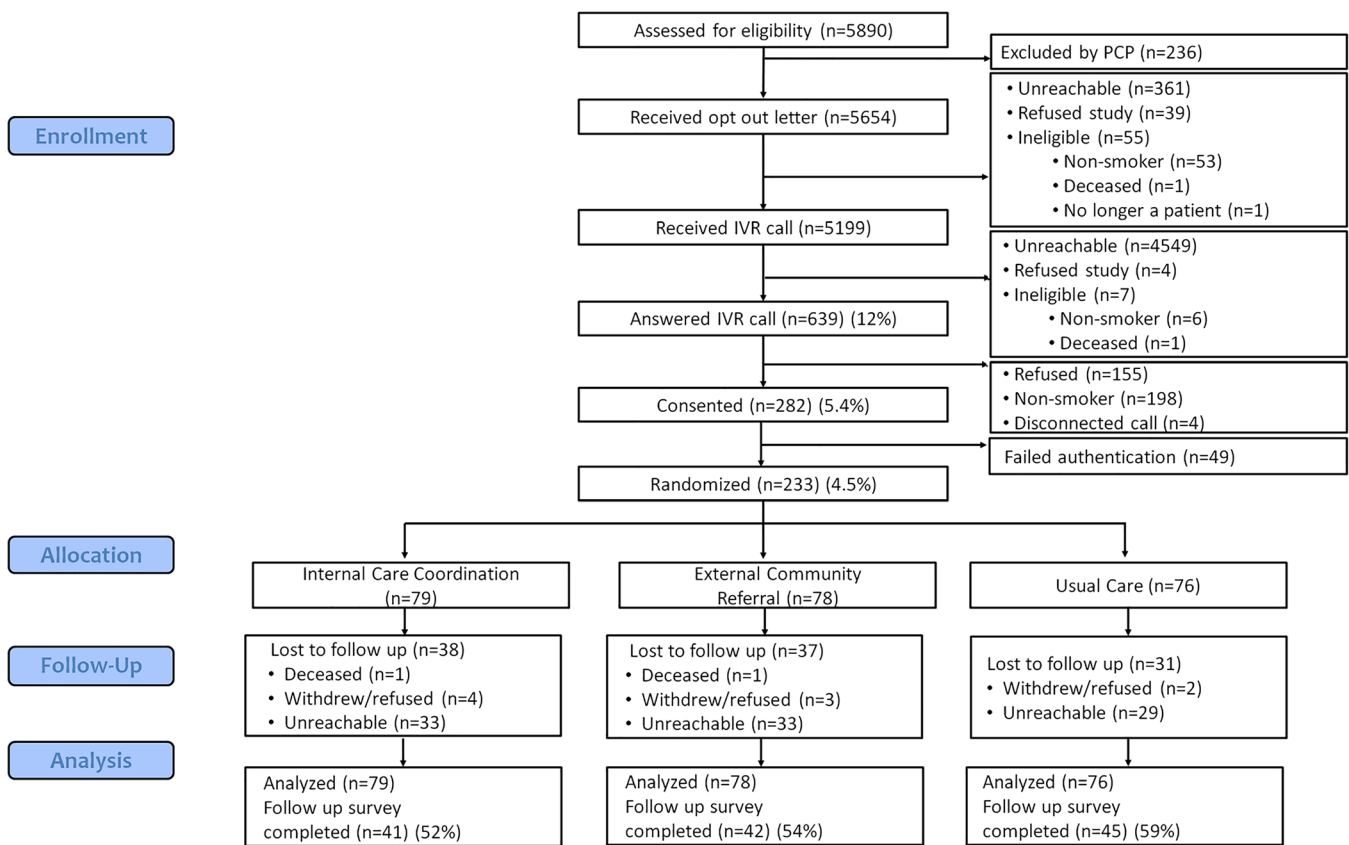 Assessed for eligibility (n=5890)
Excluded by PCP (n=236)
Enrollment
Received opt out letter (n=5654)
• Unreachable (n=361)
• Refused study (n=39)
• Ineligible (n=55)
• Non-smoker (n=53)
• Deceased (n=1)
• No longer a patient (n=1)
Received IVR call (n=5199)
• Unreachable (n=4549)
• Refused study (n=4)
• Ineligible (n=7)
• Non-smoker (n=6)
• Deceased (n=1)
Answered IVR call (n=639) (12%)
• Refused (n=155)
• Non-smoker (n=198)
• Disconnected call (n=4)
Consented (n=282) (5.4%)
Failed authentication (n=49)
Randomized (n=233) (4.5%)
Allocation
Internal Care Coordination
(n=79)
External Community
Referral (n=78)
Usual Care (n=76)
Follow-Up
Lost to follow up (n=38)
• Deceased (n=1)
• Withdrew/refused (n=4)
• Unreachable (n=33)
Lost to follow up (n=37)
• Deceased (n=1)
• Withdrew/refused (n=3)
• Unreachable (n=33)
Lost to follow up (n=31)
• Withdrew/refused (n=2)
• Unreachable (n=29)
Analysis
Analyzed (n=79)
Follow up survey
completed (n=41) (52%)
Analyzed (n=78)
Follow up survey
completed (n=42) (54%)
Analyzed (n=76)
Follow up survey
completed (n=45) (59%)